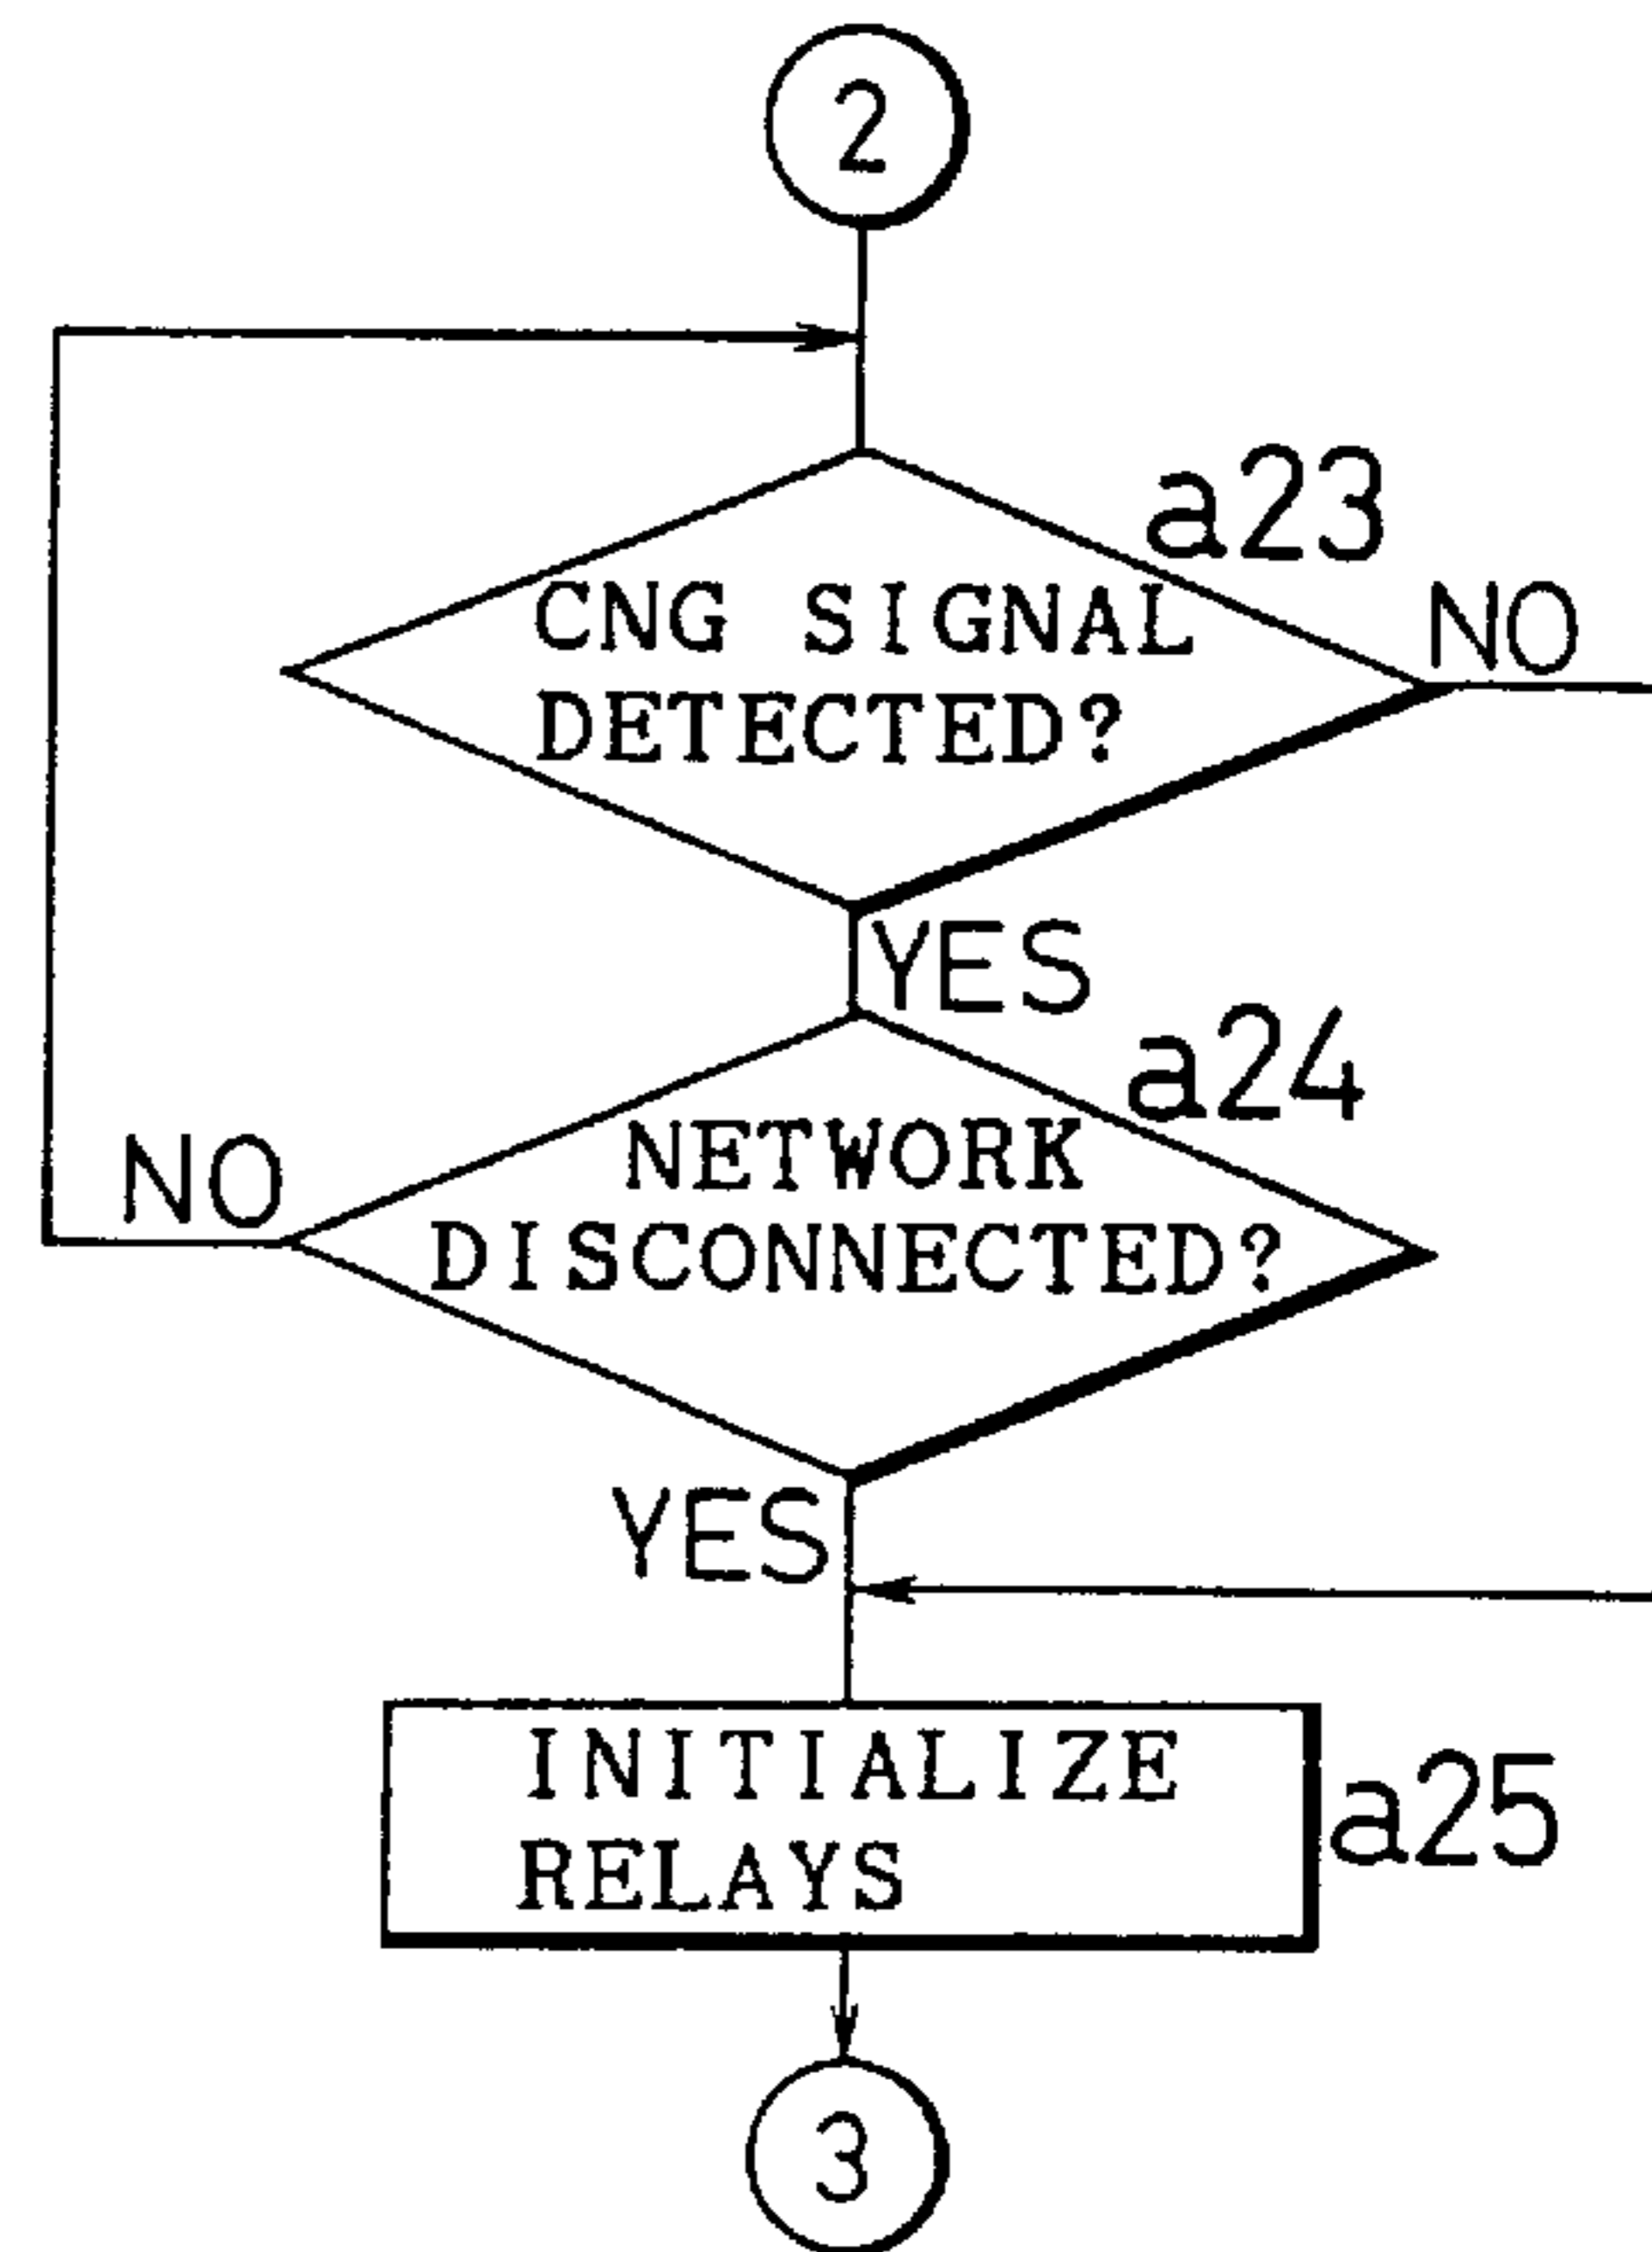 2
a23
CNG SIGNAL
DETECTED?
NO
YES
a24
NETWORK
DISCONNECTED?
NO
YES
INITIALIZE
RELAYS
a25
3